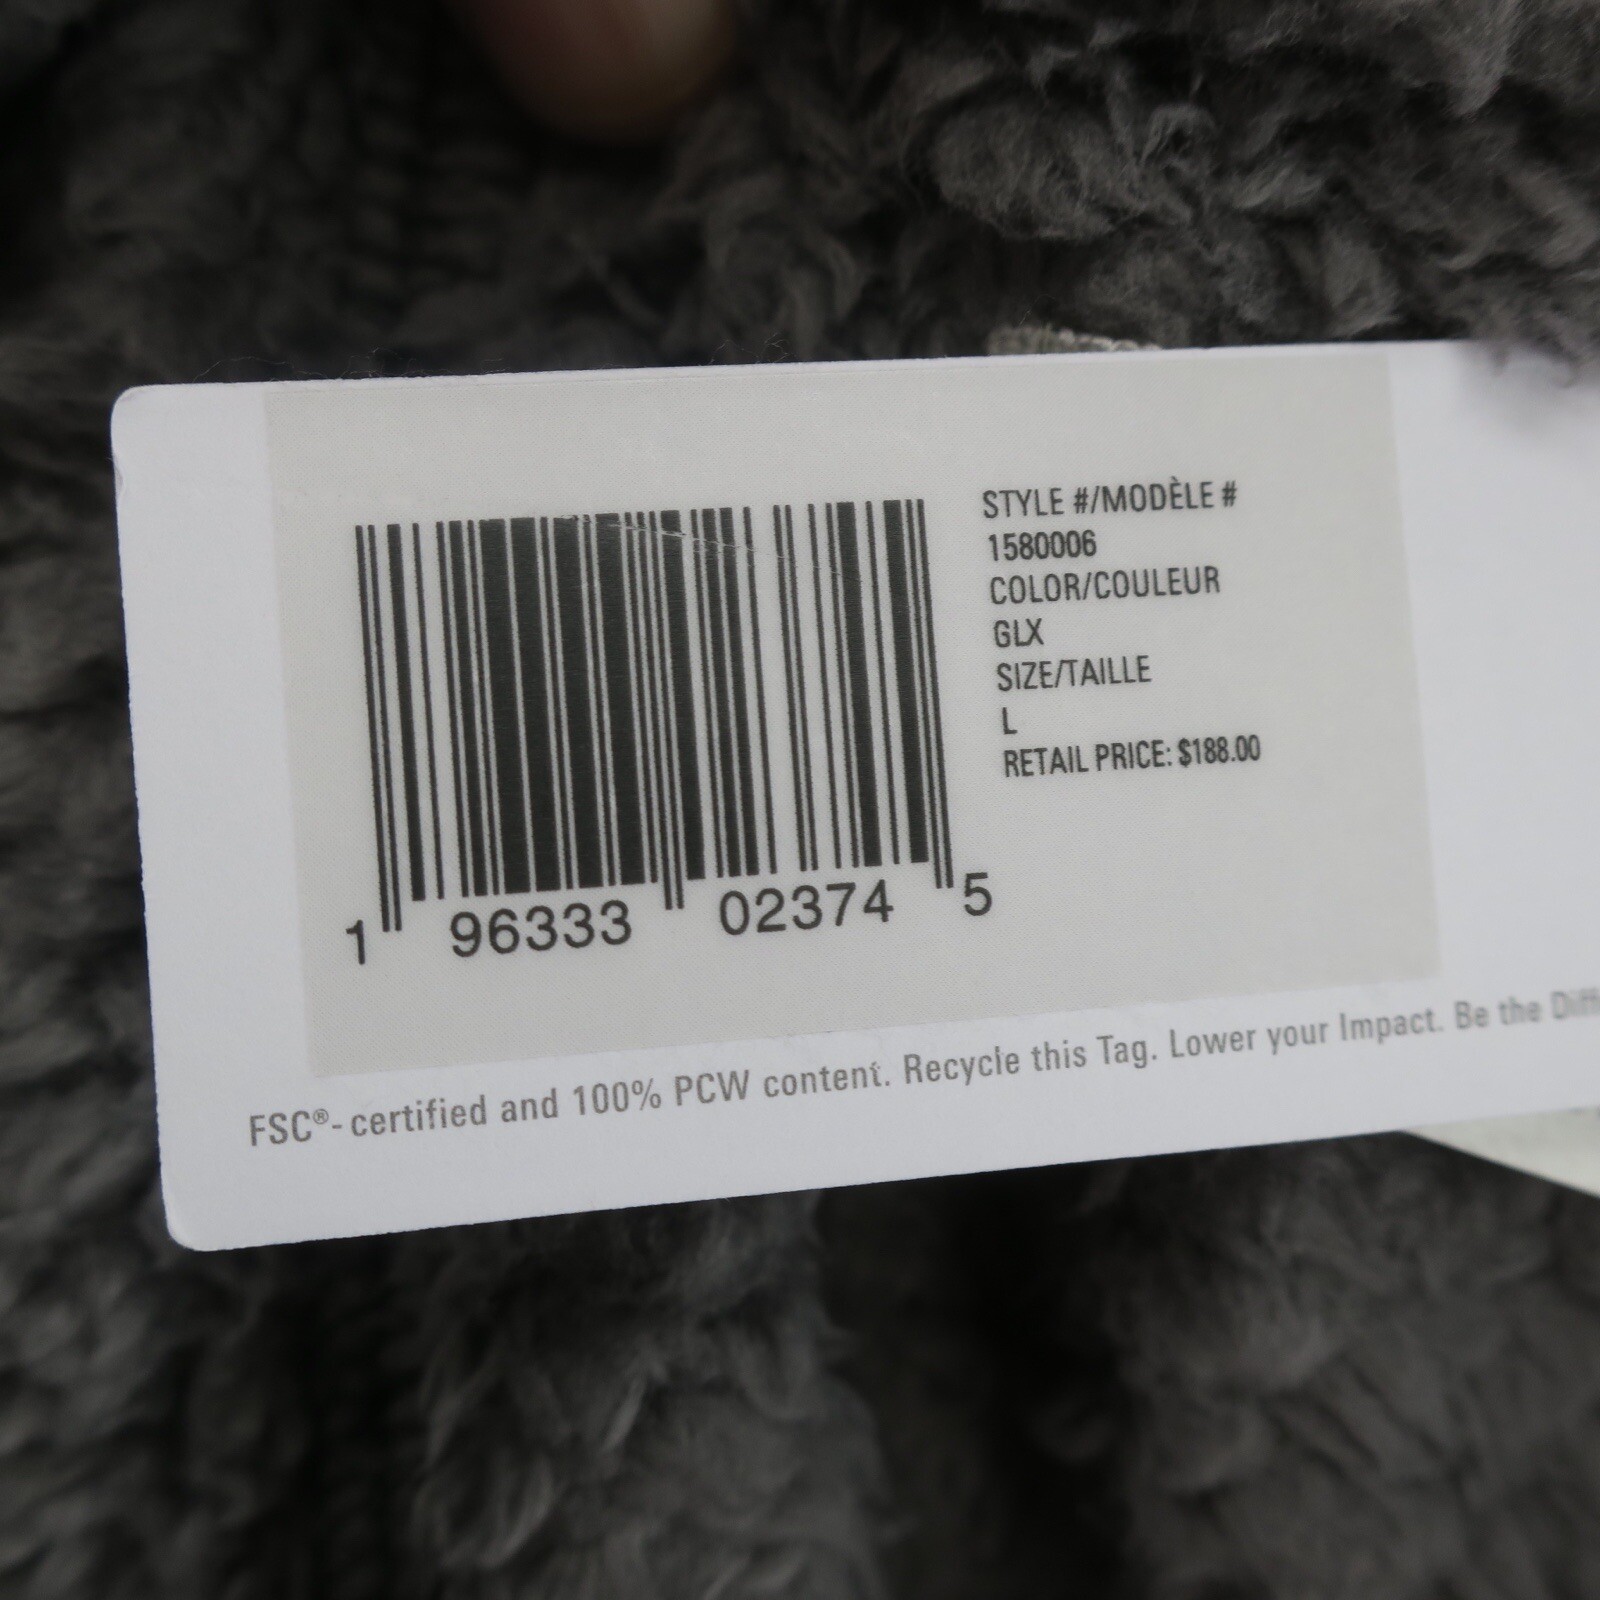 STYLE #/MODÈLE #
1580006
COLOR/COULEUR
GLX
SIZE/TAILLE
L
RETAIL PRICE: $188.00
1 96333 02374 5
FSC®- certified and 100% PCW content. Recycle this Tag. Lower your Impact. Be the